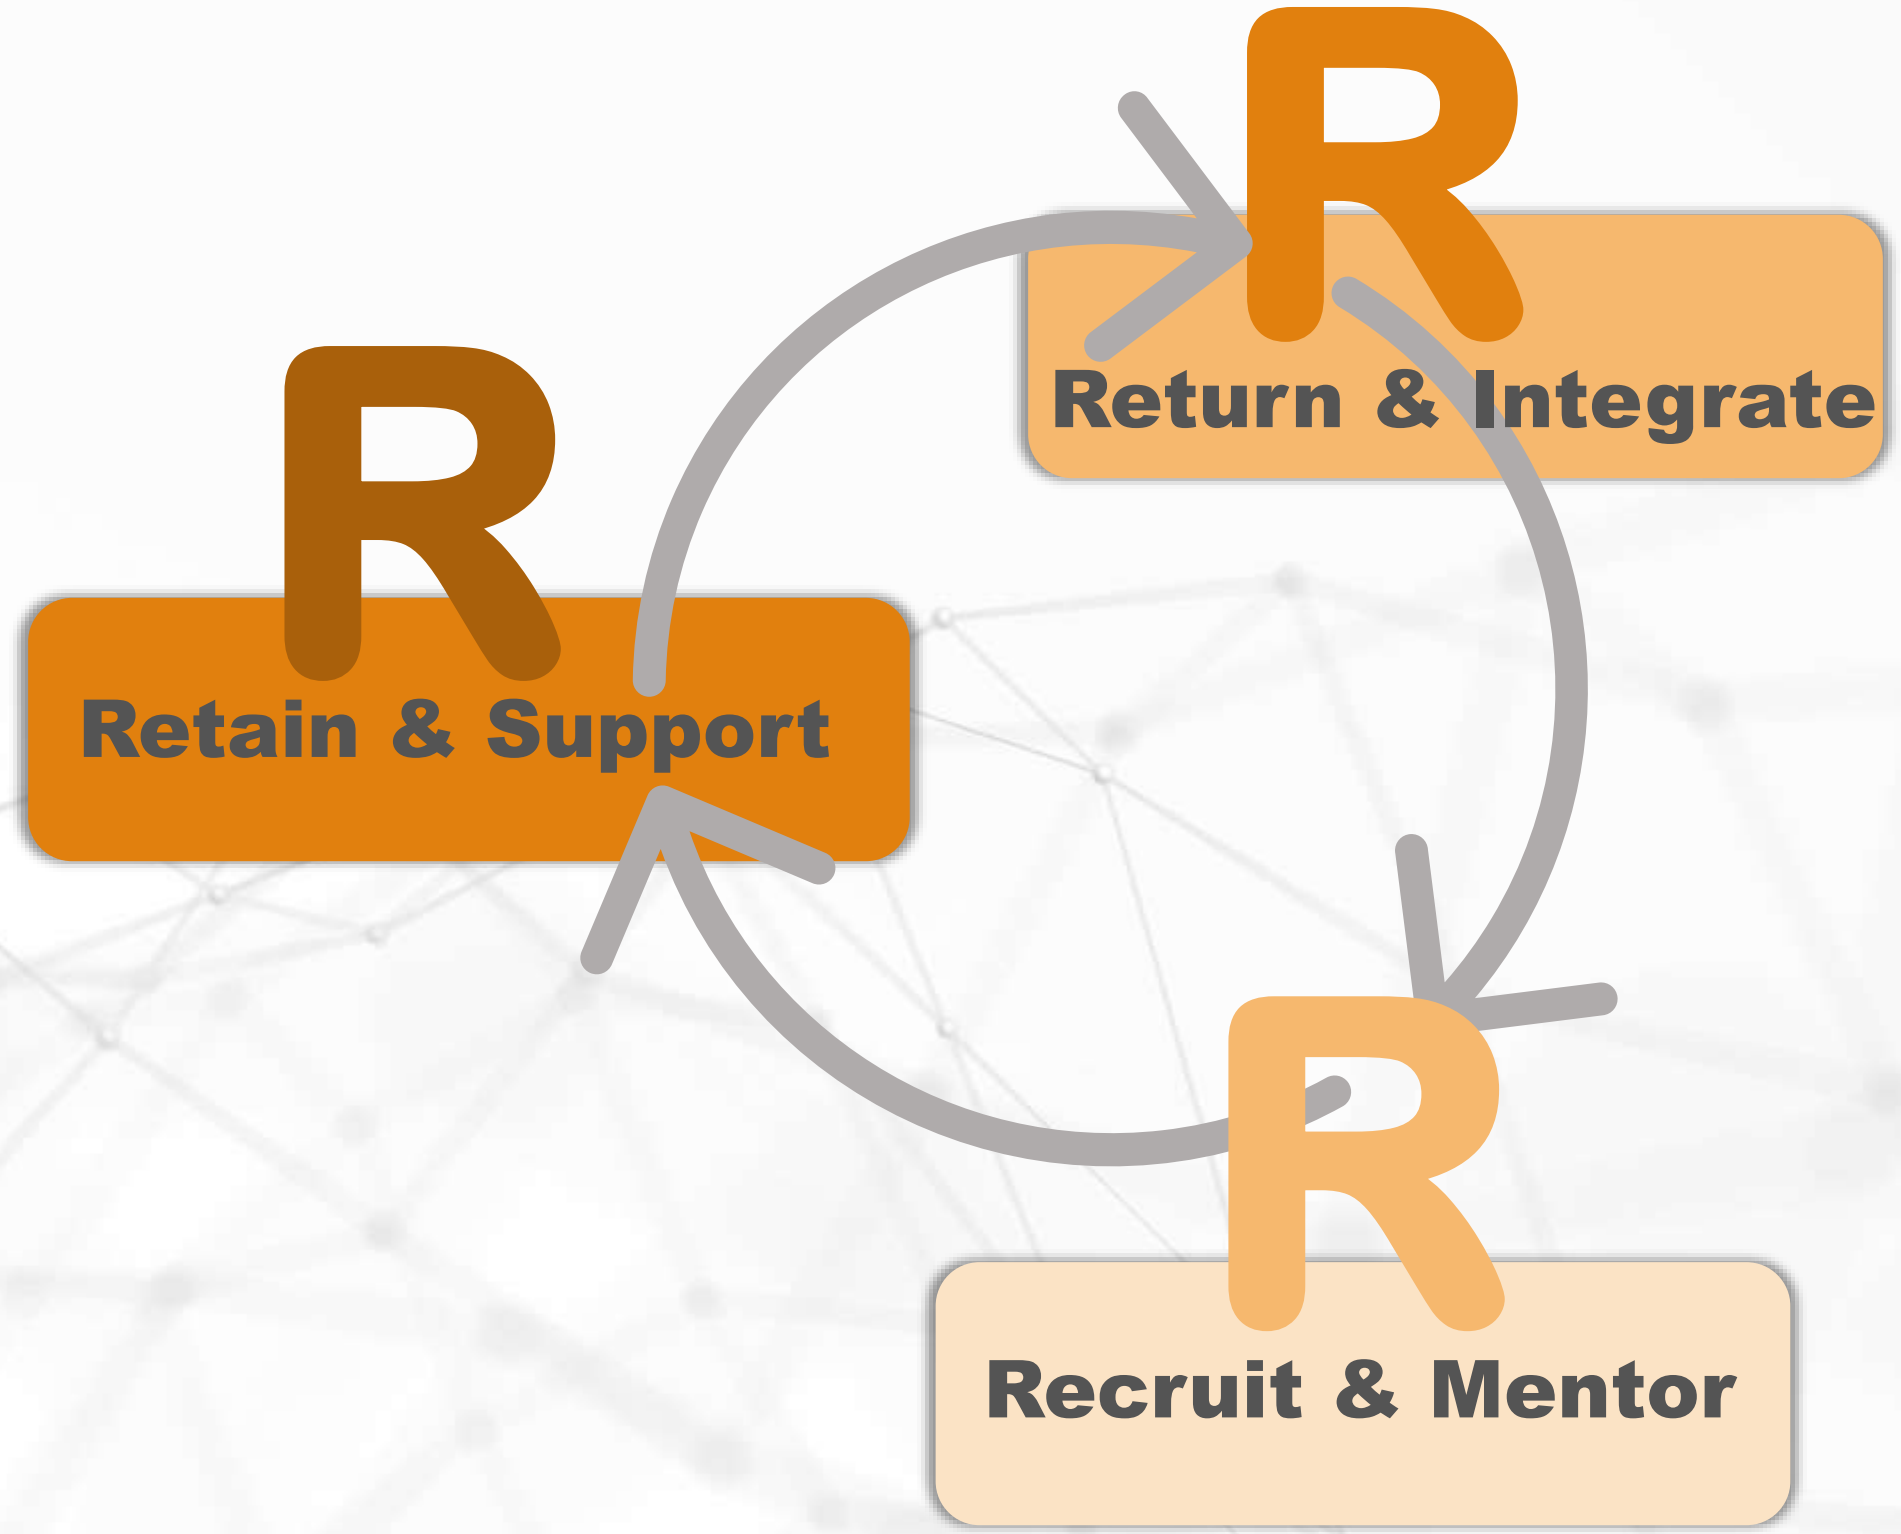 R
Return & Integrate
R
Retain & Support
R
Recruit & Mentor